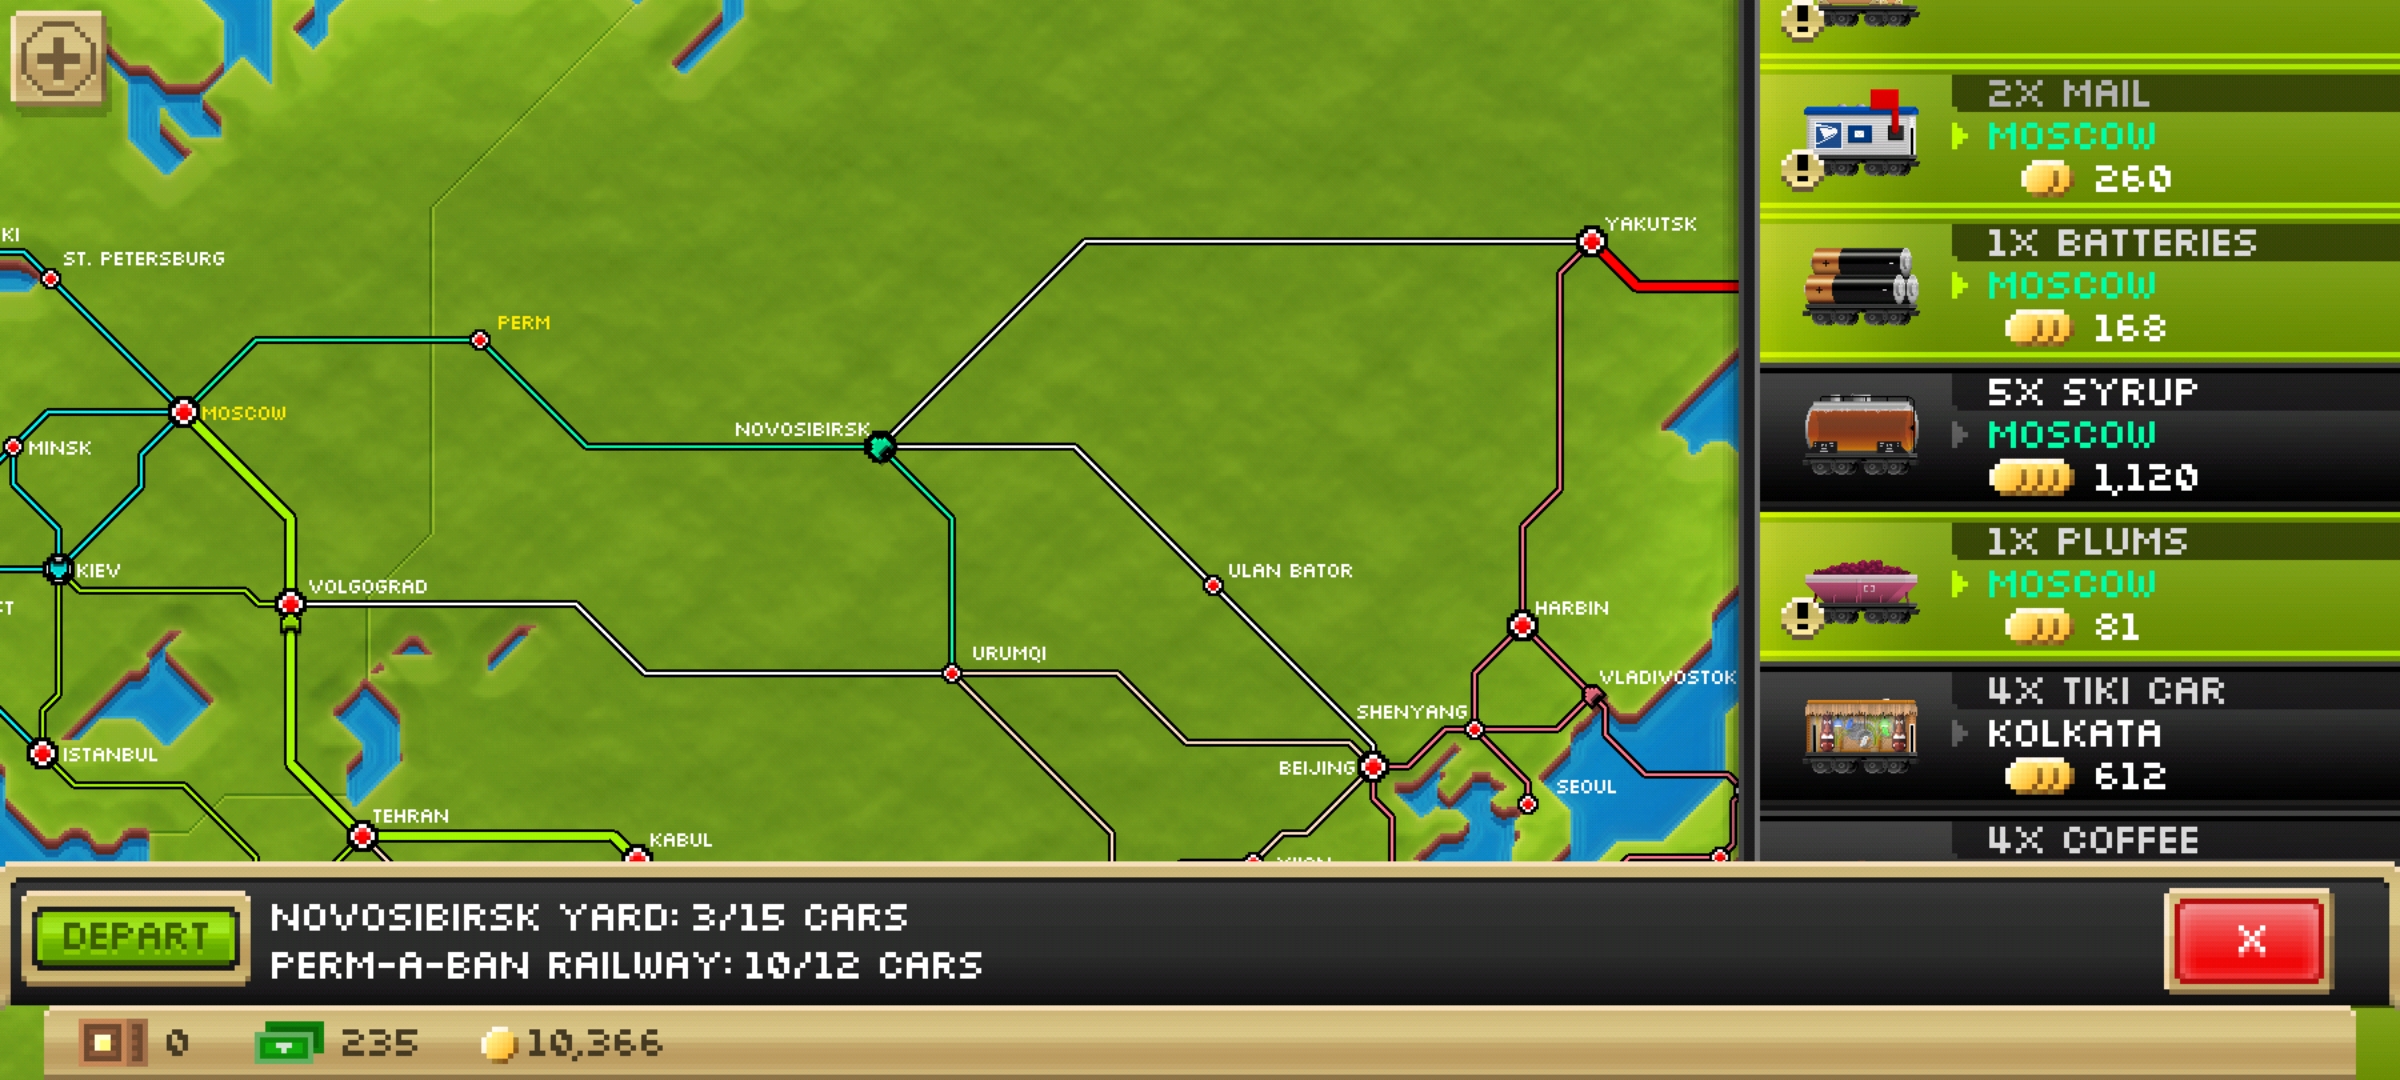 KI
ST. PETERSBURG
PERM
MOSCOW
MINSK
KIEV
VOLGOGRAD
ISTANBUL
TEHRAN
KABUL
NOVOSIBIRSK
YAKUTSK
ULAN BATOR
URUMQI
HARBIN
VLADIVOSTOK
SHENYANG
BEIJING
SEOUL
2X MAIL
MOSCOW
260
1X BATTERIES
MOSCOW
168
5X SYRUP
MOSCOW
1,120
1X PLUMS
MOSCOW
81
4X TIKI CAR
KOLKATA
612
4X COFFEE
DEPART
NOVOSIBIRSK YARD: 3/15 CARS
PERM-A-BAN RAILWAY: 10/12 CARS
X
0
235
10,366